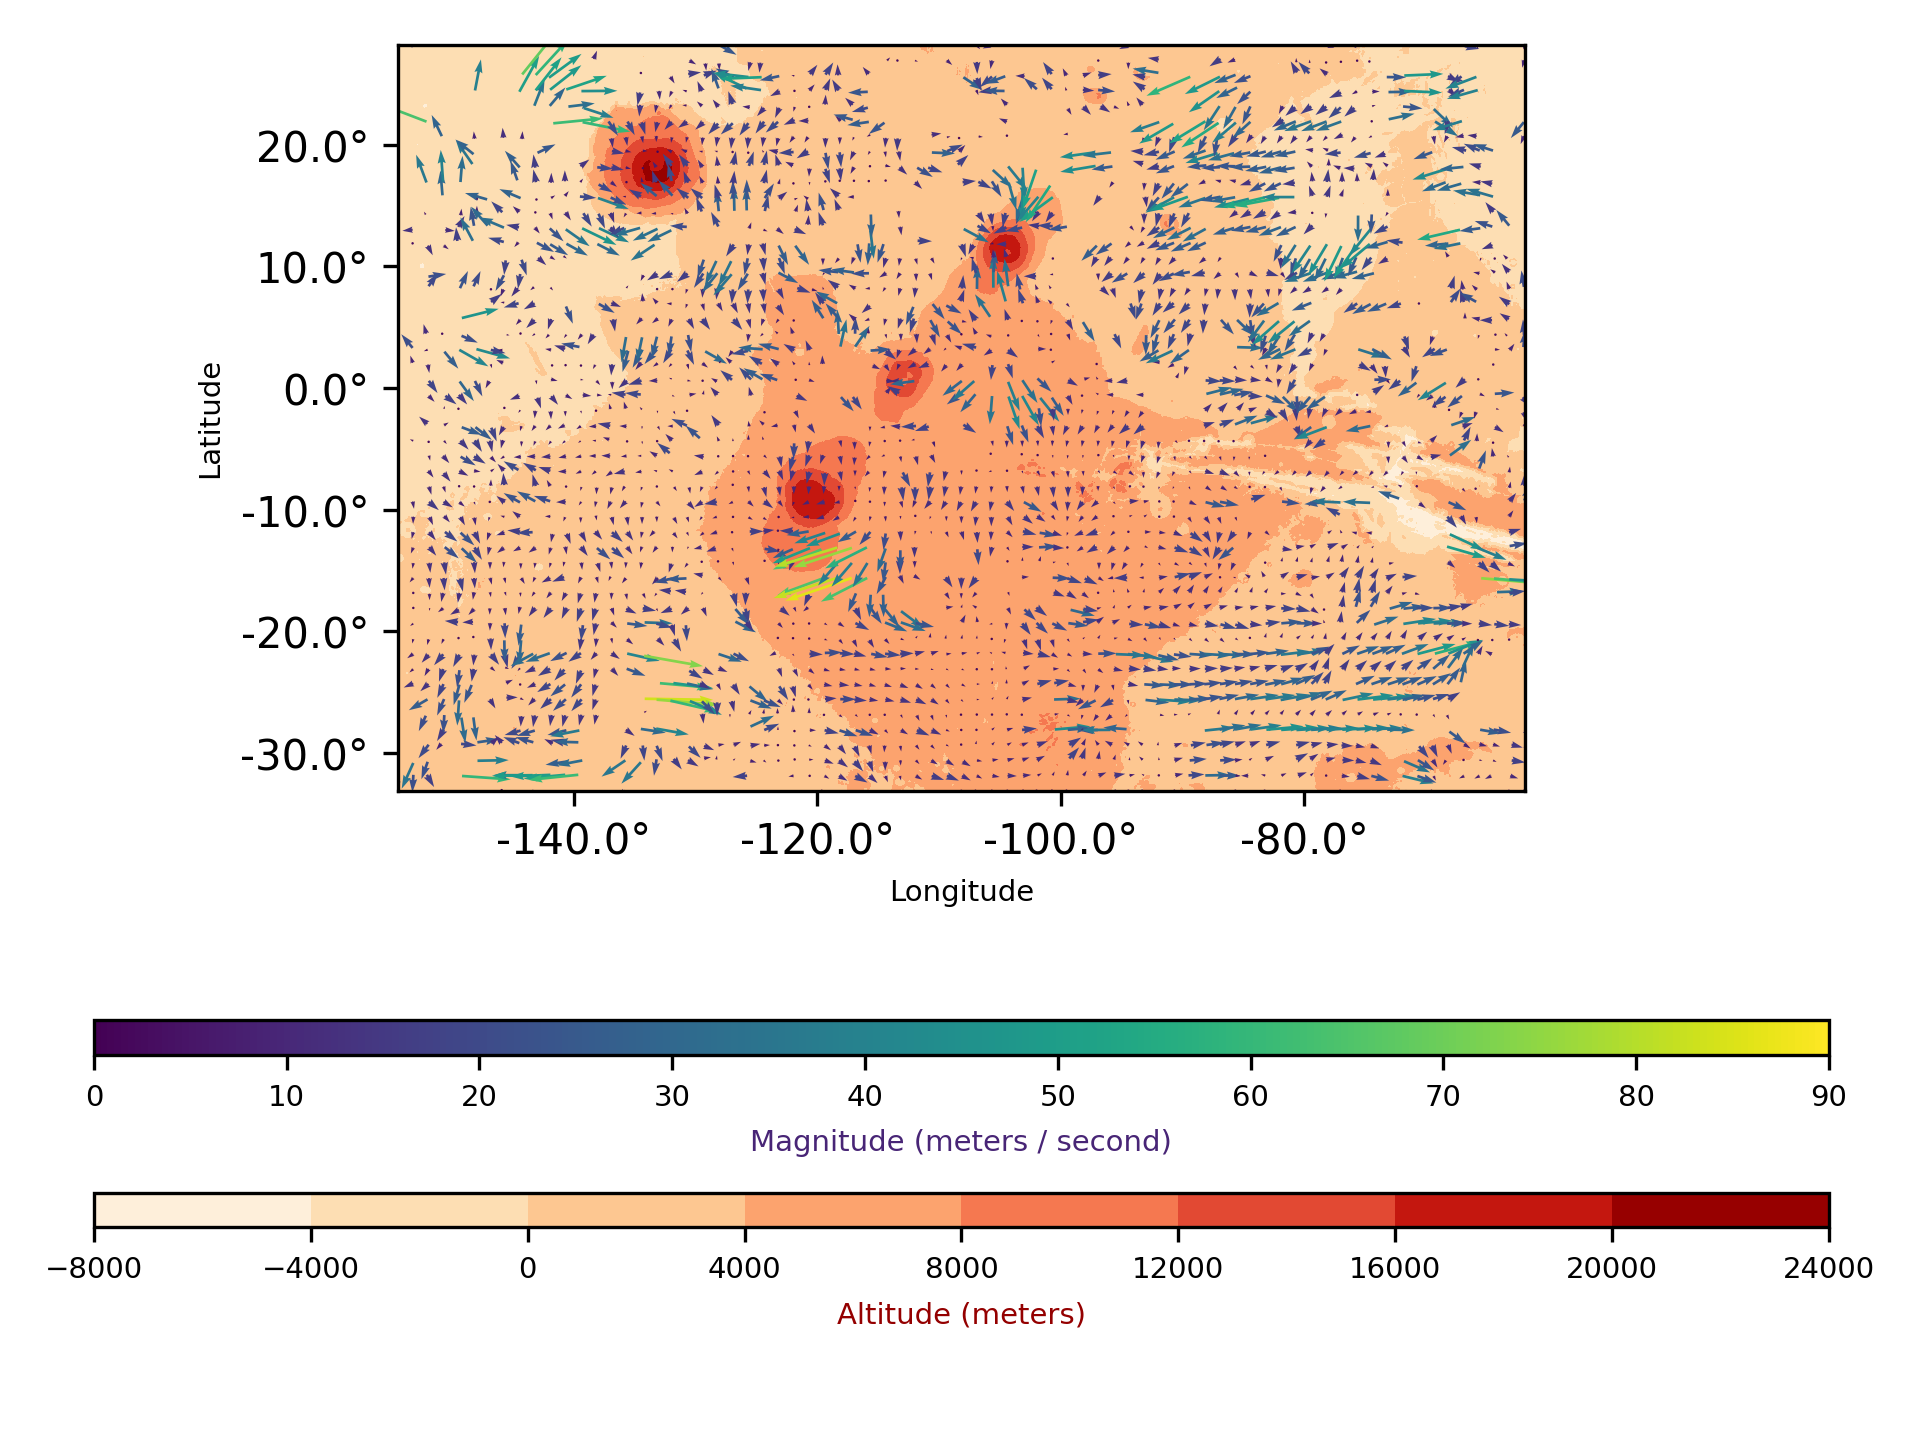 20.0°
10.0°
0.0°
-10.0°
-20.0°
-30.0°
Latitude
-140.0° -120.0° -100.0° -80.0°
Longitude
0 10 20 30 40 50 60 70 80 90
Magnitude (meters / second)
−8000 −4000 0 4000 8000 12000 16000 20000 24000
Altitude (meters)